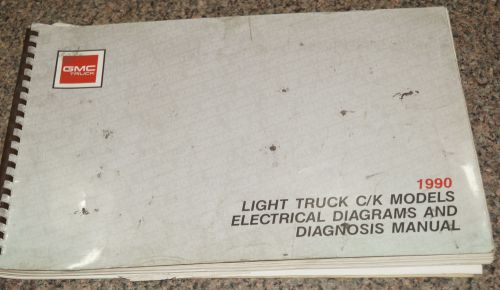 GMC
TRUCK
1990
LIGHT TRUCK C/K MODELS
ELECTRICAL DIAGRAMS AND
DIAGNOSIS MANUAL